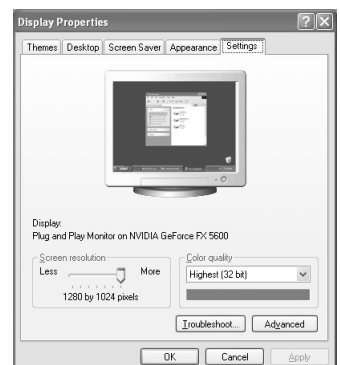 Display Properties
Themes Desktop Screen Saver Appearance Settings
Display:
Plug and Play Monitor on NVIDIA GeForce FX 5600
Screen resolution
Less More
1280 by 1024 pixels
Color quality
Highest (32 bit)
Troubleshoot... Advanced
OK Cancel Apply